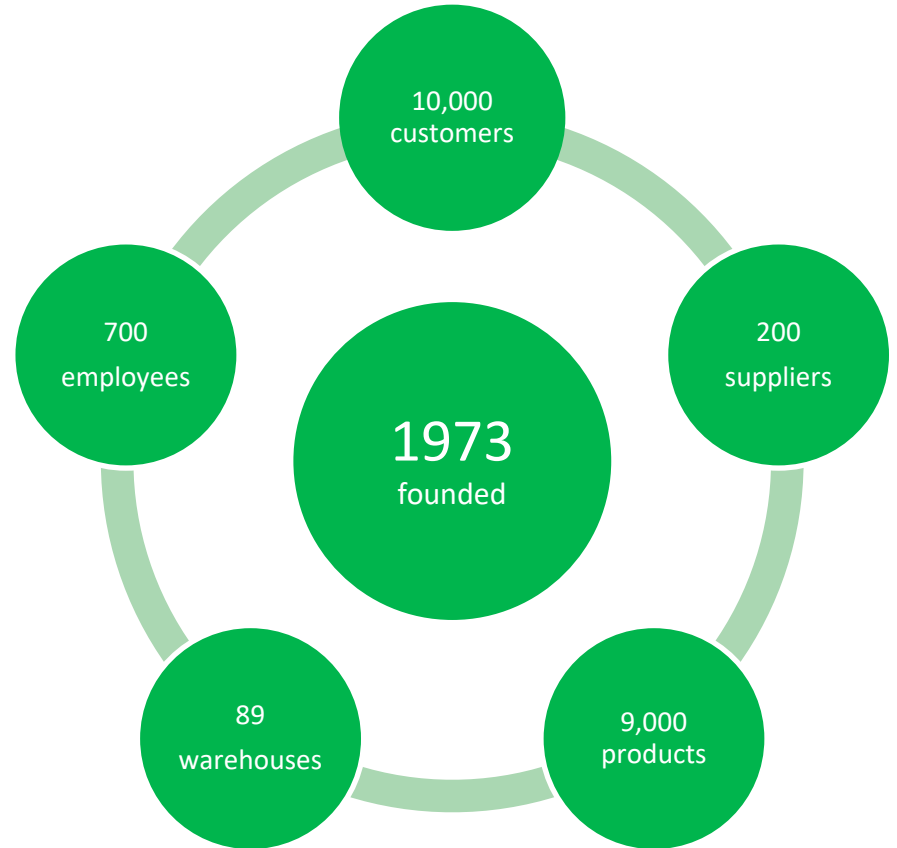 10,000
customers
700
employees
200
suppliers
1973
founded
89
warehouses
9,000
products